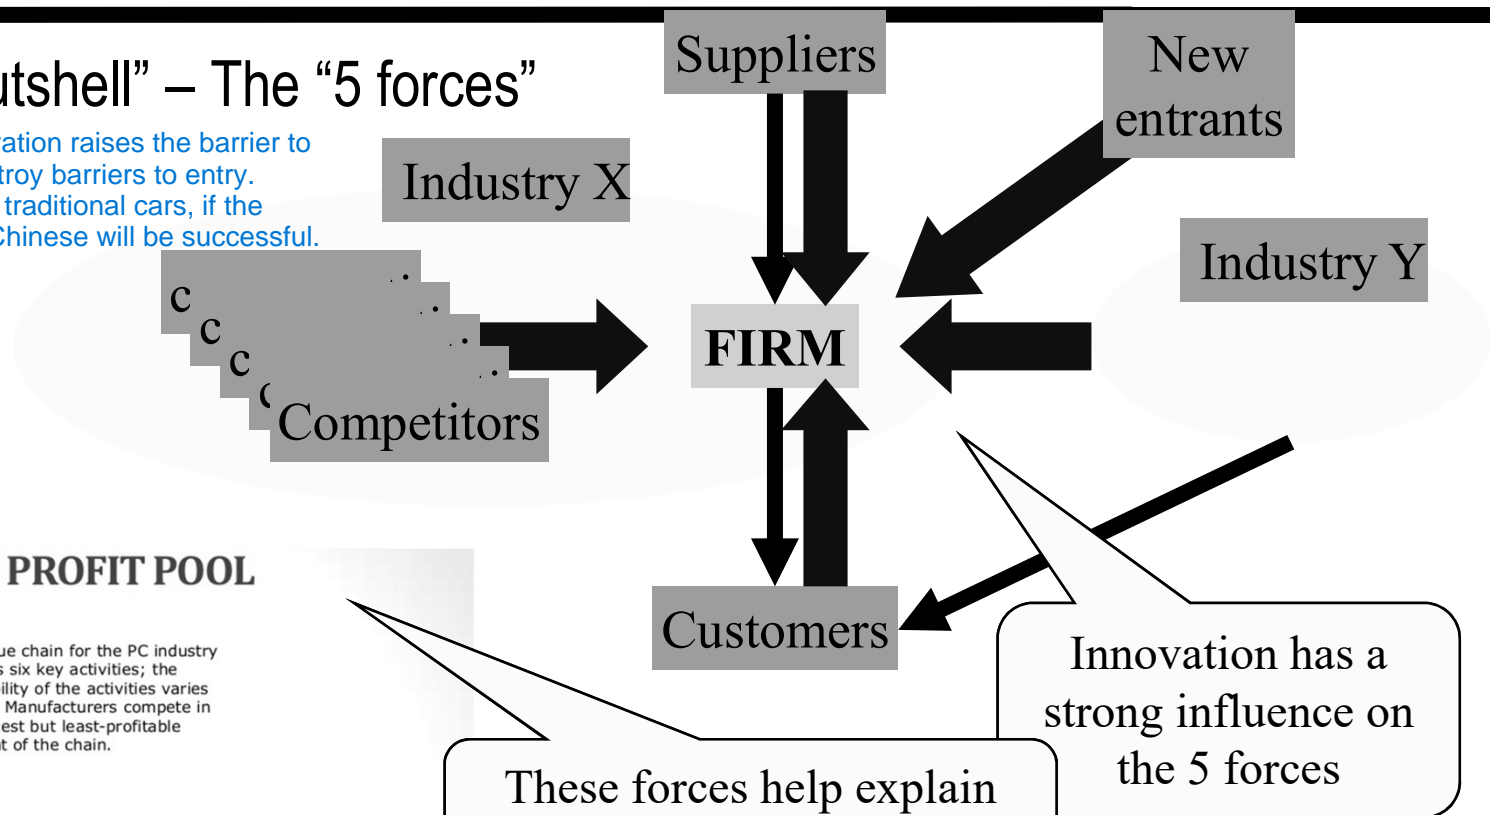 utshell” – The “5 forces”
ration raises the barrier to
troy barriers to entry.
traditional cars, if the
Chinese will be successful.
Suppliers
New
entrants
Industry X
Industry Y
c .
c .
c .
c .
Competitors
FIRM
Customers
PROFIT POOL
ue chain for the PC industry
s six key activities; the
bility of the activities varies
Manufacturers compete in
est but least-profitable
t of the chain.
Innovation has a
strong influence on
the 5 forces
These forces help explain